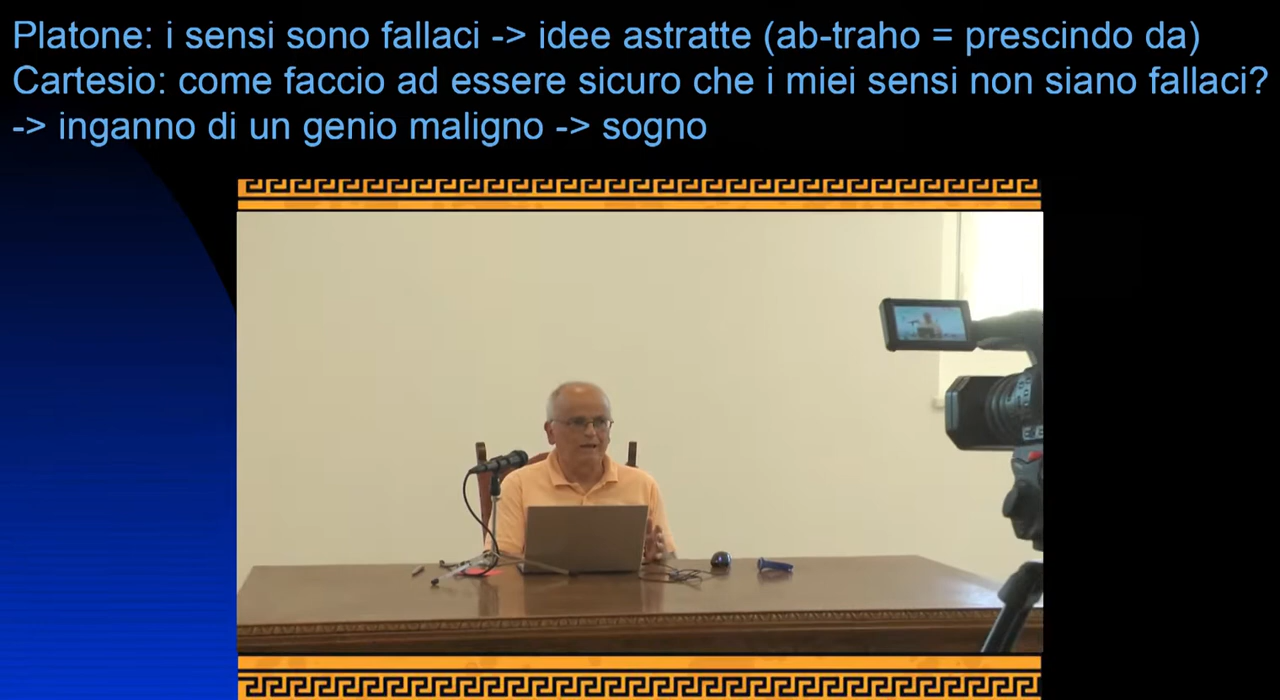 Platone: i sensi sono fallaci -> idee astratte (ab-traho = prescindo da)
Cartesio: come faccio ad essere sicuro che i miei sensi non siano fallaci?
-> inganno di un genio maligno -> sogno